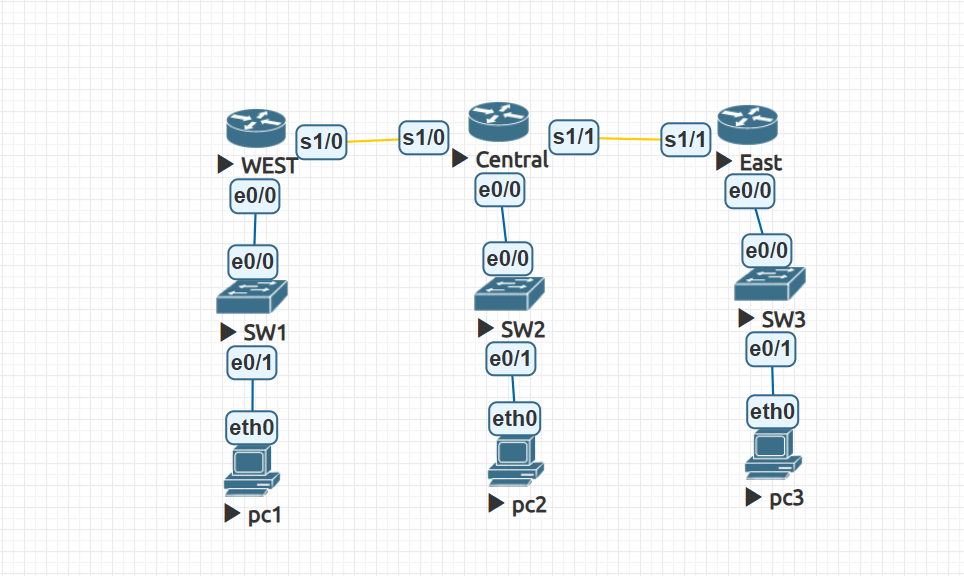 s1/0 s1/0 s1/1 s1/1
WEST Central East
e0/0 e0/0 e0/0
e0/0 e0/0 e0/0
SW1 SW2 SW3
e0/1 e0/1 e0/1
eth0 eth0 eth0
pc1 pc2 pc3